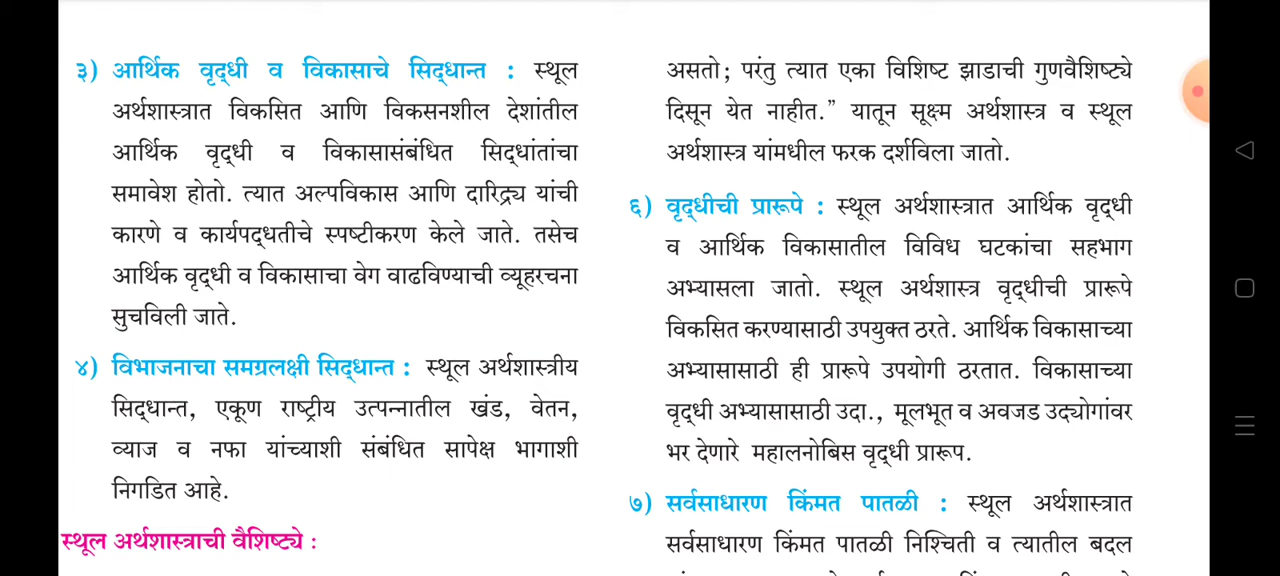 ३) आर्थिक वृद्धी व विकासाचे सिद्धान्त : स्थूल
अर्थशास्त्रात विकसित आणि विकसनशील देशांतील
आर्थिक वृद्धी व विकासासंबंधित सिद्धांतांचा
समावेश होतो. त्यात अल्पविकास आणि दारिद्र्य यांची
कारणे व कार्यपद्धतीचे स्पष्टीकरण केले जाते. तसेच
आर्थिक वृद्धी व विकासाचा वेग वाढविण्याची व्यूहरचना
सुचविली जाते.
४) विभाजनाचा समग्रलक्षी सिद्धान्त : स्थूल अर्थशास्त्रीय
सिद्धान्त, एकूण राष्ट्रीय उत्पन्नातील खंड, वेतन,
व्याज व नफा यांच्याशी संबंधित सापेक्ष भागाशी
निगडित आहे.
स्थूल अर्थशास्त्राची वैशिष्ट्ये :
असतो; परंतु त्यात एका विशिष्ट झाडाची गुणवैशिष्ट्ये
दिसून येत नाहीत.” यातून सूक्ष्म अर्थशास्त्र व स्थूल
अर्थशास्त्र यांमधील फरक दर्शविला जातो.
६) वृद्धीची प्रारूपे : स्थूल अर्थशास्त्रात आर्थिक वृद्धी
व आर्थिक विकासातील विविध घटकांचा सहभाग
अभ्यासला जातो. स्थूल अर्थशास्त्र वृद्धीची प्रारूपे
विकसित करण्यासाठी उपयुक्त ठरते. आर्थिक विकासाच्या
अभ्यासासाठी ही प्रारूपे उपयोगी ठरतात. विकासाच्या
वृद्धी अभ्यासासाठी उदा., मूलभूत व अवजड उद्योगांवर
भर देणारे महालनोबिस वृद्धी प्रारूप.
७) सर्वसाधारण किंमत पातळी : स्थूल अर्थशास्त्रात
सर्वसाधारण किंमत पातळी निश्चिती व त्यातील बदल